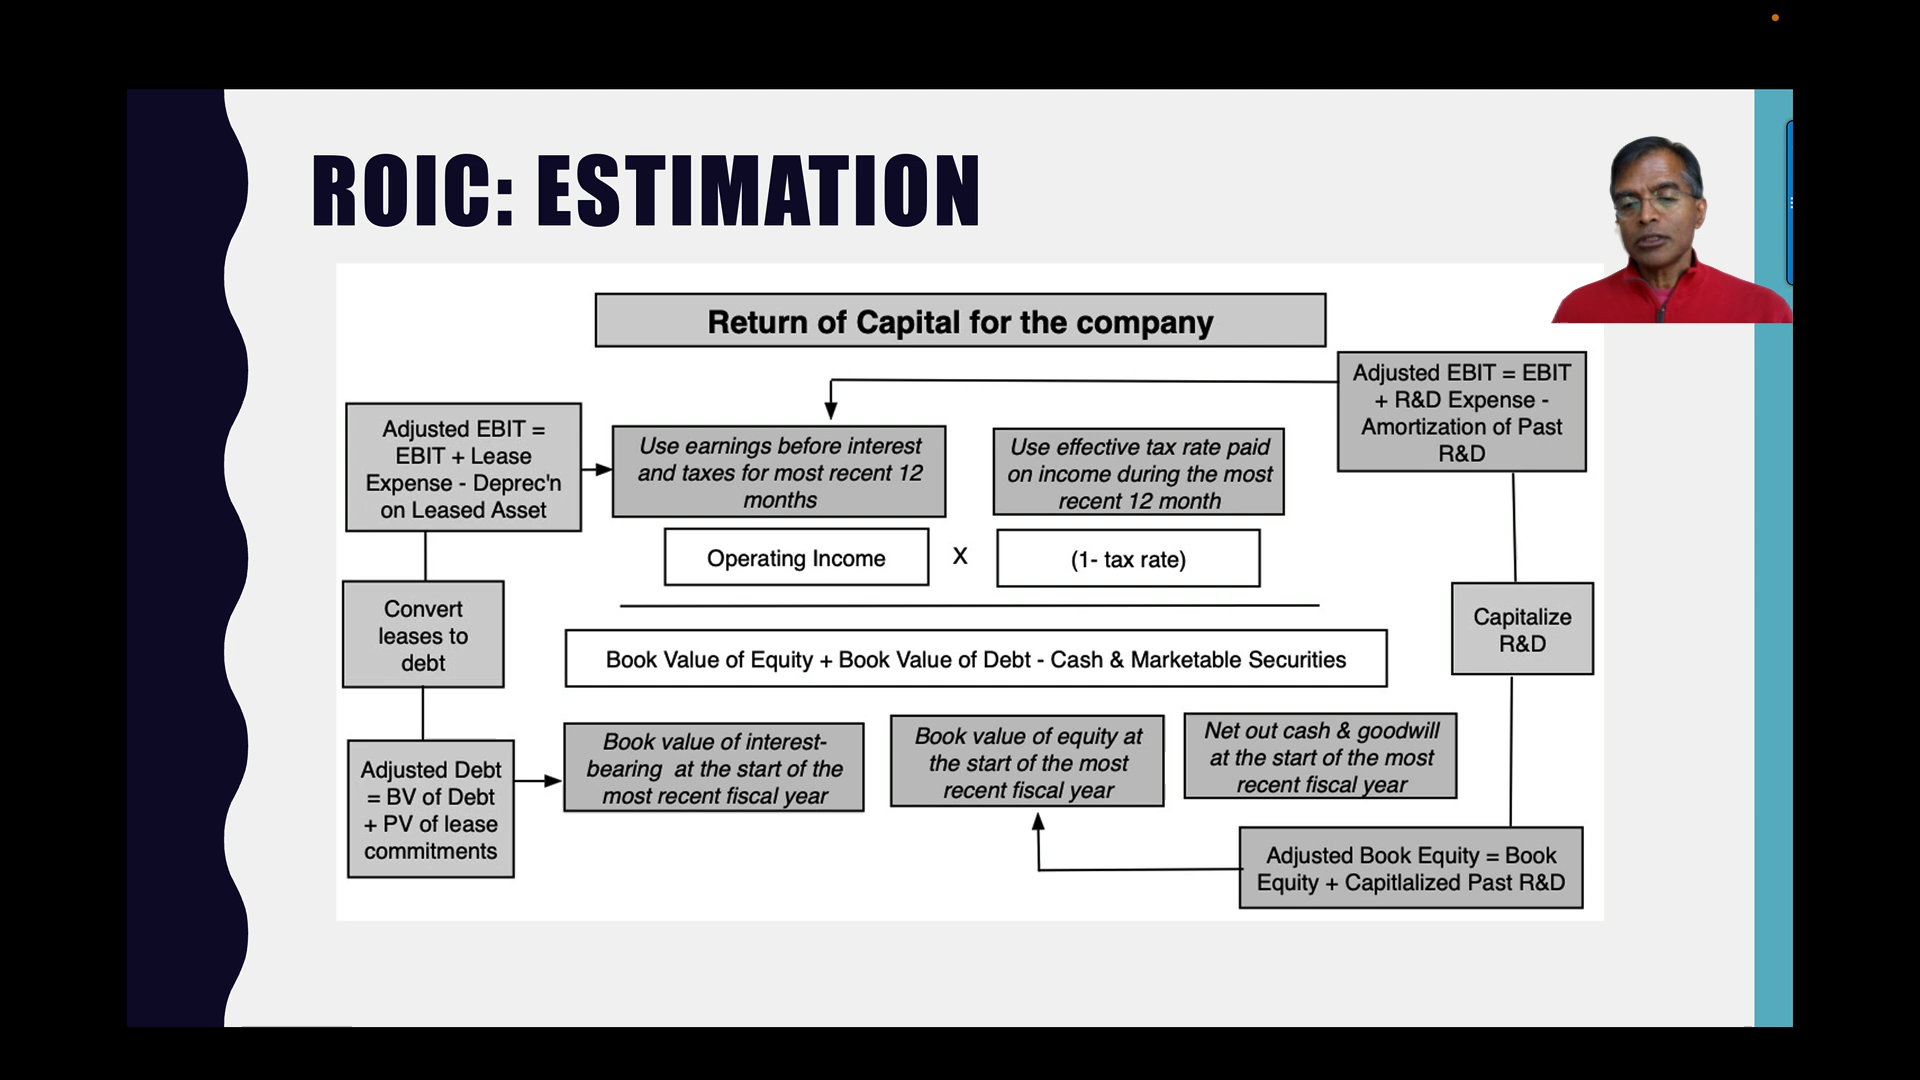 ROIC: ESTIMATION
Return of Capital for the company
Adjusted EBIT = EBIT
+ R&D Expense -
Amortization of Past
R&D
Adjusted EBIT =
EBIT + Lease
Expense - Deprec'n
on Leased Asset
Use earnings before interest
and taxes for most recent 12
months
Use effective tax rate paid
on income during the most
recent 12 month
Operating Income
X
(1- tax rate)
Convert
leases to
debt
Capitalize
R&D
Book Value of Equity + Book Value of Debt - Cash & Marketable Securities
Adjusted Debt
= BV of Debt
+ PV of lease
commitments
Book value of interest-
bearing at the start of the
most recent fiscal year
Book value of equity at
the start of the most
recent fiscal year
Net out cash & goodwill
at the start of the most
recent fiscal year
Adjusted Book Equity = Book
Equity + Capitlalized Past R&D